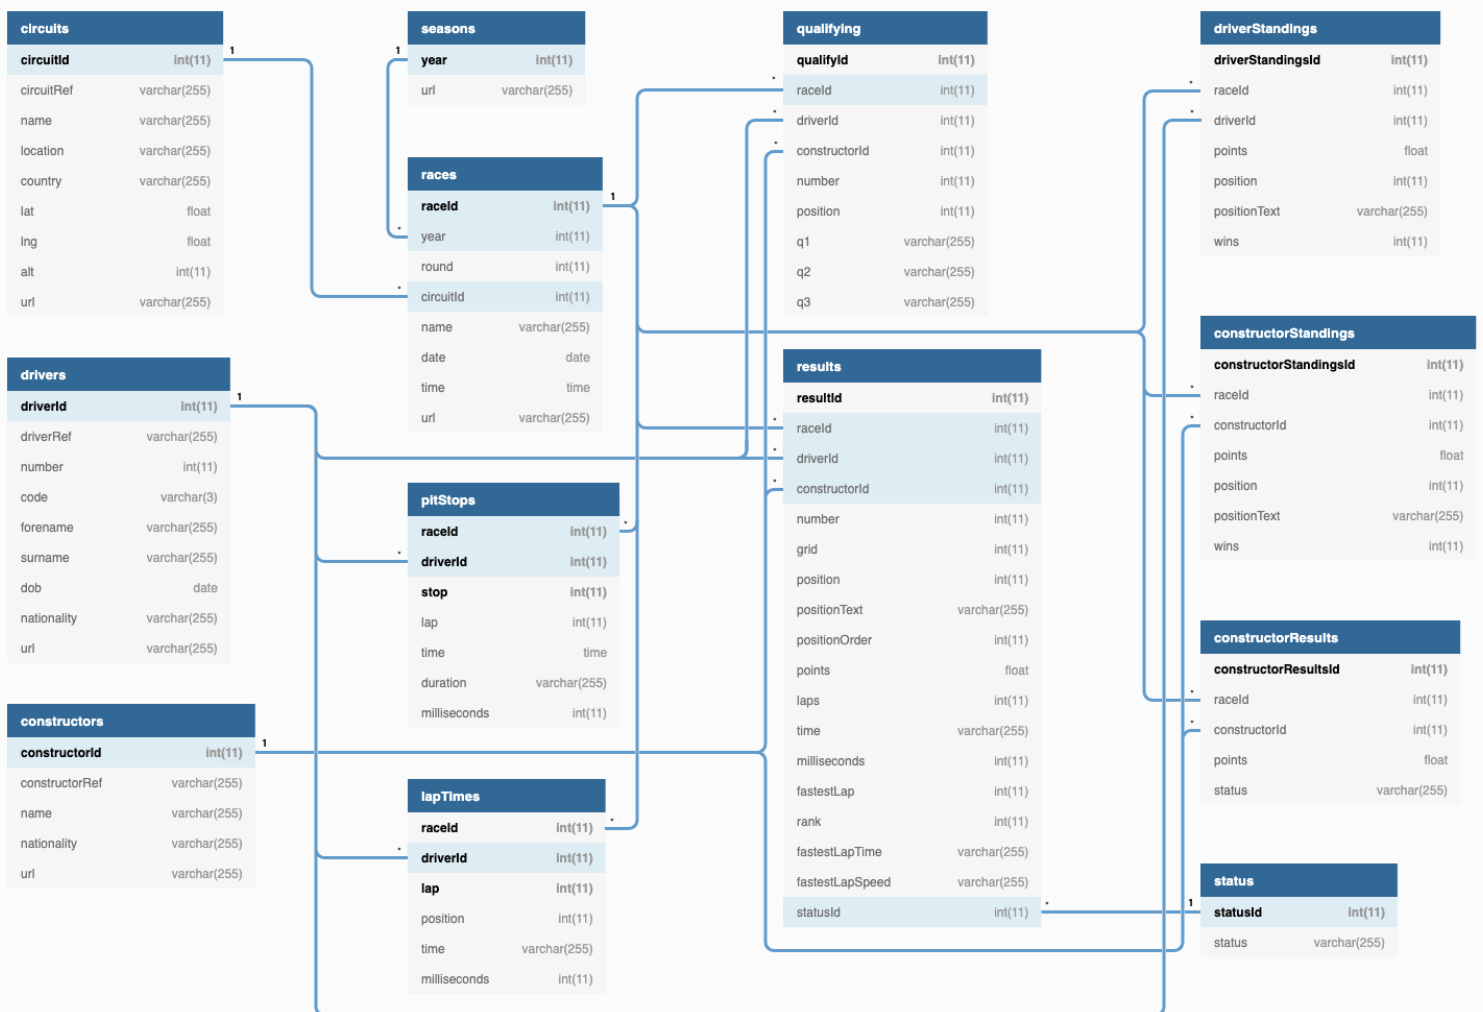 circuits
circuitId int(11)
circuitRef varchar(255)
name varchar(255)
location varchar(255)
country varchar(255)
lat float
lng float
alt int(11)
url varchar(255)
1
drivers
driverId int(11)
driverRef varchar(255)
number int(11)
code varchar(3)
forename varchar(255)
surname varchar(255)
dob date
nationality varchar(255)
url varchar(255)
1
constructors
constructorId int(11)
constructorRef varchar(255)
name varchar(255)
nationality varchar(255)
url varchar(255)
1
seasons
1
year int(11)
url varchar(255)
races
raceId int(11)
1
* year int(11)
round int(11)
* circuitId int(11)
name varchar(255)
date date
time time
url varchar(255)
pitStops
raceId int(11) *
* driverId int(11)
stop int(11)
lap int(11)
time time
duration varchar(255)
milliseconds int(11)
lapTimes
raceId int(11) *
* driverId int(11)
lap int(11)
position int(11)
time varchar(255)
milliseconds int(11)
qualifying
qualifyId int(11)
* raceId int(11)
* driverId int(11)
* constructorId int(11)
number int(11)
position int(11)
q1 varchar(255)
q2 varchar(255)
q3 varchar(255)
results
resultId int(11)
* raceId int(11)
* driverId int(11)
* constructorId int(11)
number int(11)
grid int(11)
position int(11)
positionText varchar(255)
positionOrder int(11)
points float
laps int(11)
time varchar(255)
milliseconds int(11)
fastestLap int(11)
rank int(11)
fastestLapTime varchar(255)
fastestLapSpeed varchar(255)
statusId int(11) *
driverStandings
driverStandingsId int(11)
* raceId int(11)
* driverId int(11)
points float
position int(11)
positionText varchar(255)
wins int(11)
constructorStandings
constructorStandingsId int(11)
* raceId int(11)
* constructorId int(11)
points float
position int(11)
positionText varchar(255)
wins int(11)
constructorResults
constructorResultsId int(11)
* raceId int(11)
* constructorId int(11)
points float
status varchar(255)
status
1
statusId int(11)
status varchar(255)